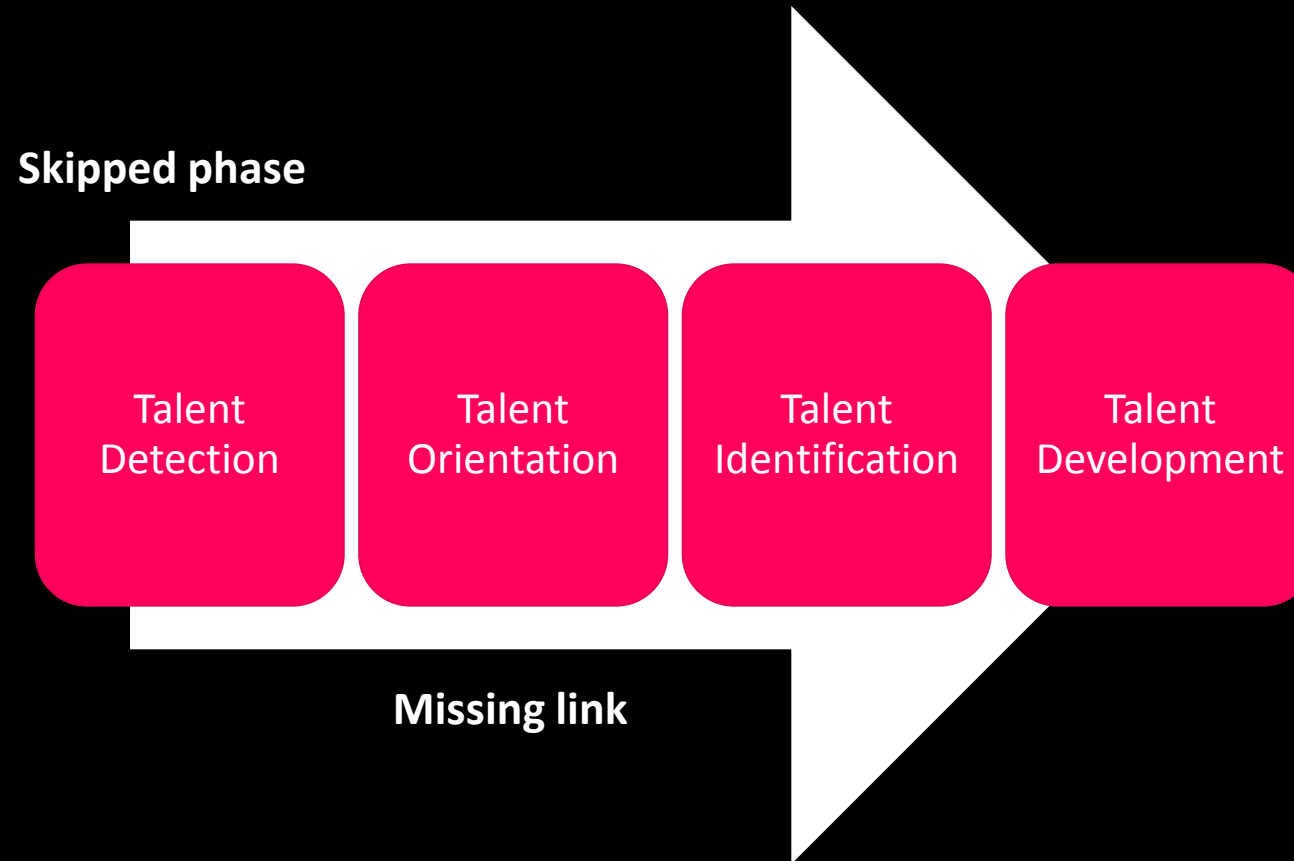 Skipped phase
Talent
Detection
Talent
Orientation
Talent
Identification
Talent
Development
Missing link